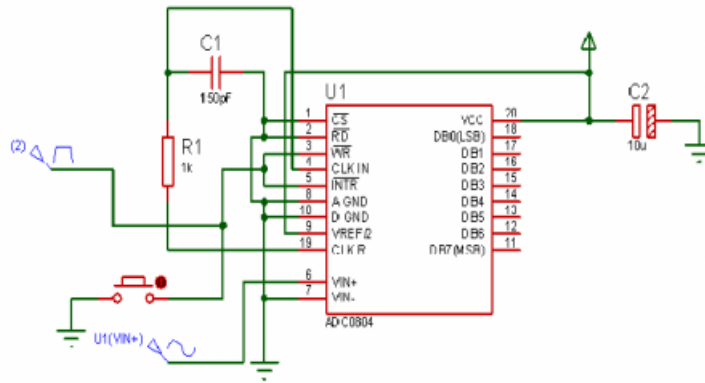 C1
150pF
U1
C2
10u
(2)
R1
1k
1 CS VCC 20
2 RD DB0(LSB) 18
3 WR DB1 17
4 CLK IN DB2 16
5 INTR DB3 15
8 A GND DB4 14
10 D GND DB5 13
9 VREF/2 DB6 12
19 CLK R DB7(MSB) 11
6 VIN+
7 VIN-
ADC0804
U1(VIN+)